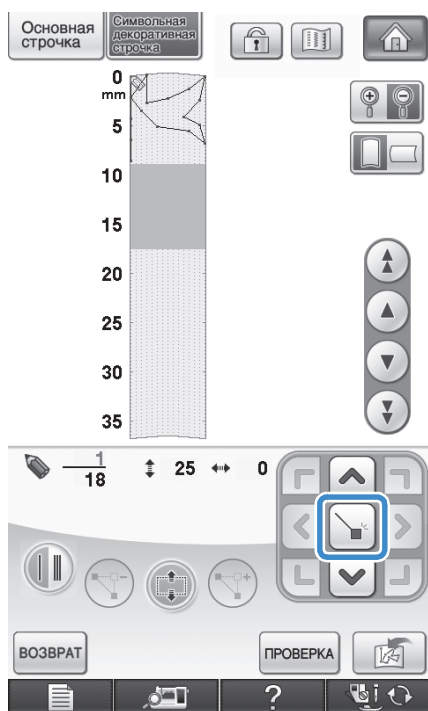 Основная
строчка
Символьная
декоративная
строчка
0
mm
5
10
15
20
25
30
35
1
18
25
0
ВОЗВРАТ
ПРОВЕРКА
?